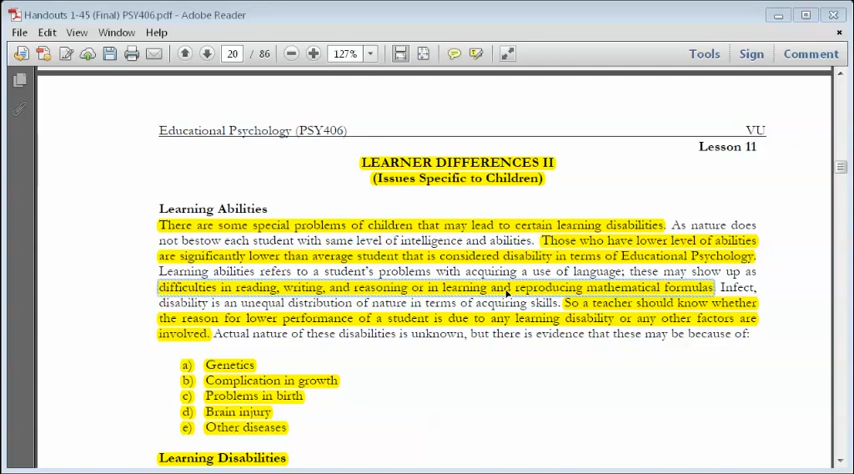 Handouts 1-45 (Final) PSY406.pdf - Adobe Reader
File Edit View Window Help
20 / 86 127% Tools Sign Comment
Educational Psychology (PSY406) VU
Lesson 11
LEARNER DIFFERENCES II
(Issues Specific to Children)
Learning Abilities
There are some special problems of children that may lead to certain learning disabilities. As nature does
not bestow each student with same level of intelligence and abilities. Those who have lower level of abilities
are significantly lower than average student that is considered disability in terms of Educational Psychology.
Learning abilities refers to a student's problems with acquiring a use of language; these may show up as
difficulties in reading, writing, and reasoning or in learning and reproducing mathematical formulas. Infect,
disability is an unequal distribution of nature in terms of acquiring skills. So a teacher should know whether
the reason for lower performance of a student is due to any learning disability or any other factors are
involved. Actual nature of these disabilities is unknown, but there is evidence that these may be because of:
a) Genetics
b) Complication in growth
c) Problems in birth
d) Brain injury
e) Other diseases
Learning Disabilities